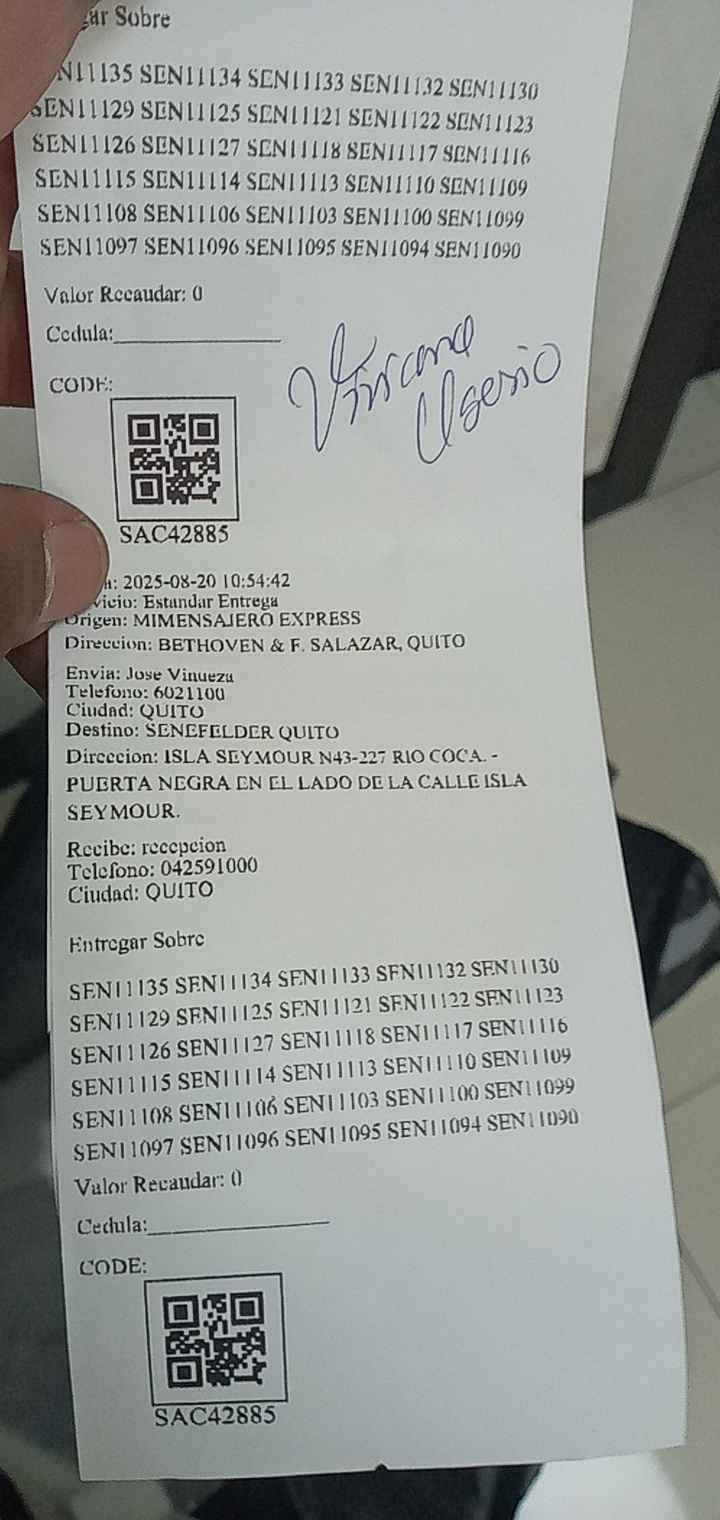 gar Sobre
N11135 SEN11134 SEN11133 SEN11132 SEN11130
SEN11129 SEN11125 SEN11121 SEN11122 SEN11123
SEN11126 SEN11127 SEN11118 SEN11117 SEN11116
SEN11115 SEN11114 SEN11113 SEN11110 SEN11109
SEN11108 SEN11106 SEN11103 SEN11100 SEN11099
SEN11097 SEN11096 SEN11095 SEN11094 SEN11090
Valor Recaudar: 0
Cedula:
Viviana
CODE:
SAC42885
a: 2025-08-20 10:54:42
vicio: Estandar Entrega
Origen: MIMENSAJERO EXPRESS
Direccion: BETHOVEN & F. SALAZAR, QUITO
Envia: Jose Vinueza
Telefono: 6021100
Ciudad: QUITO
Destino: SENEFELDER QUITO
Direccion: ISLA SEYMOUR N43-227 RIO COCA. -
PUERTA NEGRA EN EL LADO DE LA CALLE ISLA
SEYMOUR.
Recibe: recepcion
Telefono: 042591000
Ciudad: QUITO
Entregar Sobre
SEN11135 SEN11134 SEN11133 SEN11132 SEN11130
SEN11129 SEN11125 SEN11121 SEN11122 SEN11123
SEN11126 SEN11127 SEN11118 SEN11117 SEN11116
SEN11115 SEN11114 SEN11113 SEN11110 SEN11109
SEN11108 SEN11106 SEN11103 SEN11100 SEN11099
SEN11097 SEN11096 SEN11095 SEN11094 SEN11090
Valor Recaudar: 0
Cedula:
CODE:
SAC42885